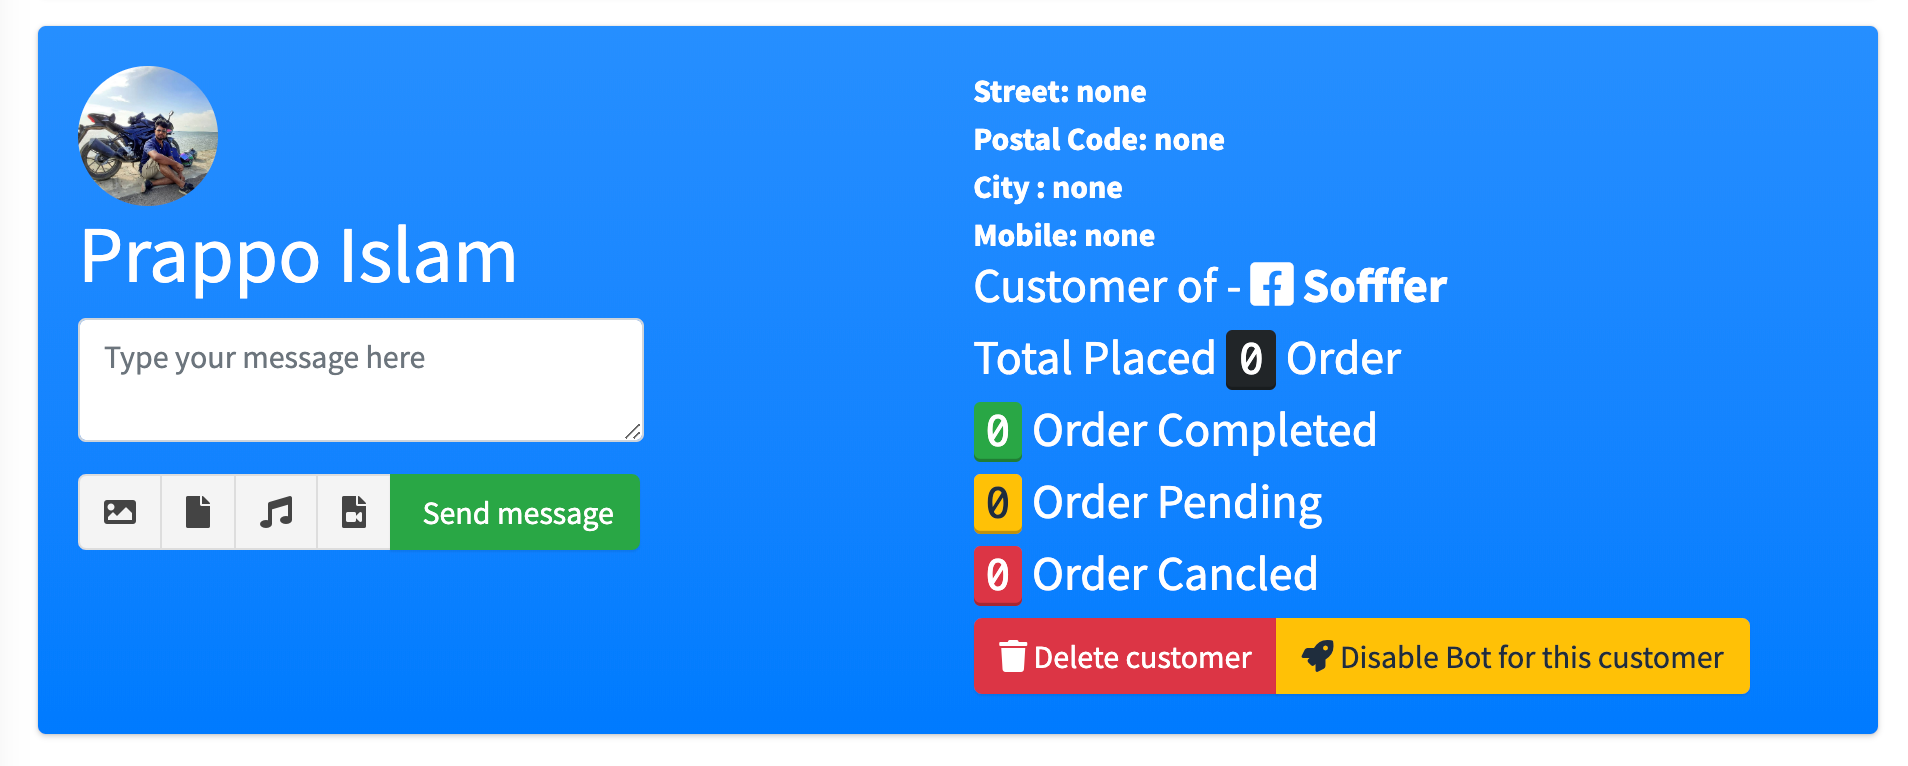 Prappo Islam
Type your message here
Send message
Street: none
Postal Code: none
City : none
Mobile: none
Customer of - Sofffer
Total Placed 0 Order
0 Order Completed
0 Order Pending
0 Order Cancled
Delete customer
Disable Bot for this customer